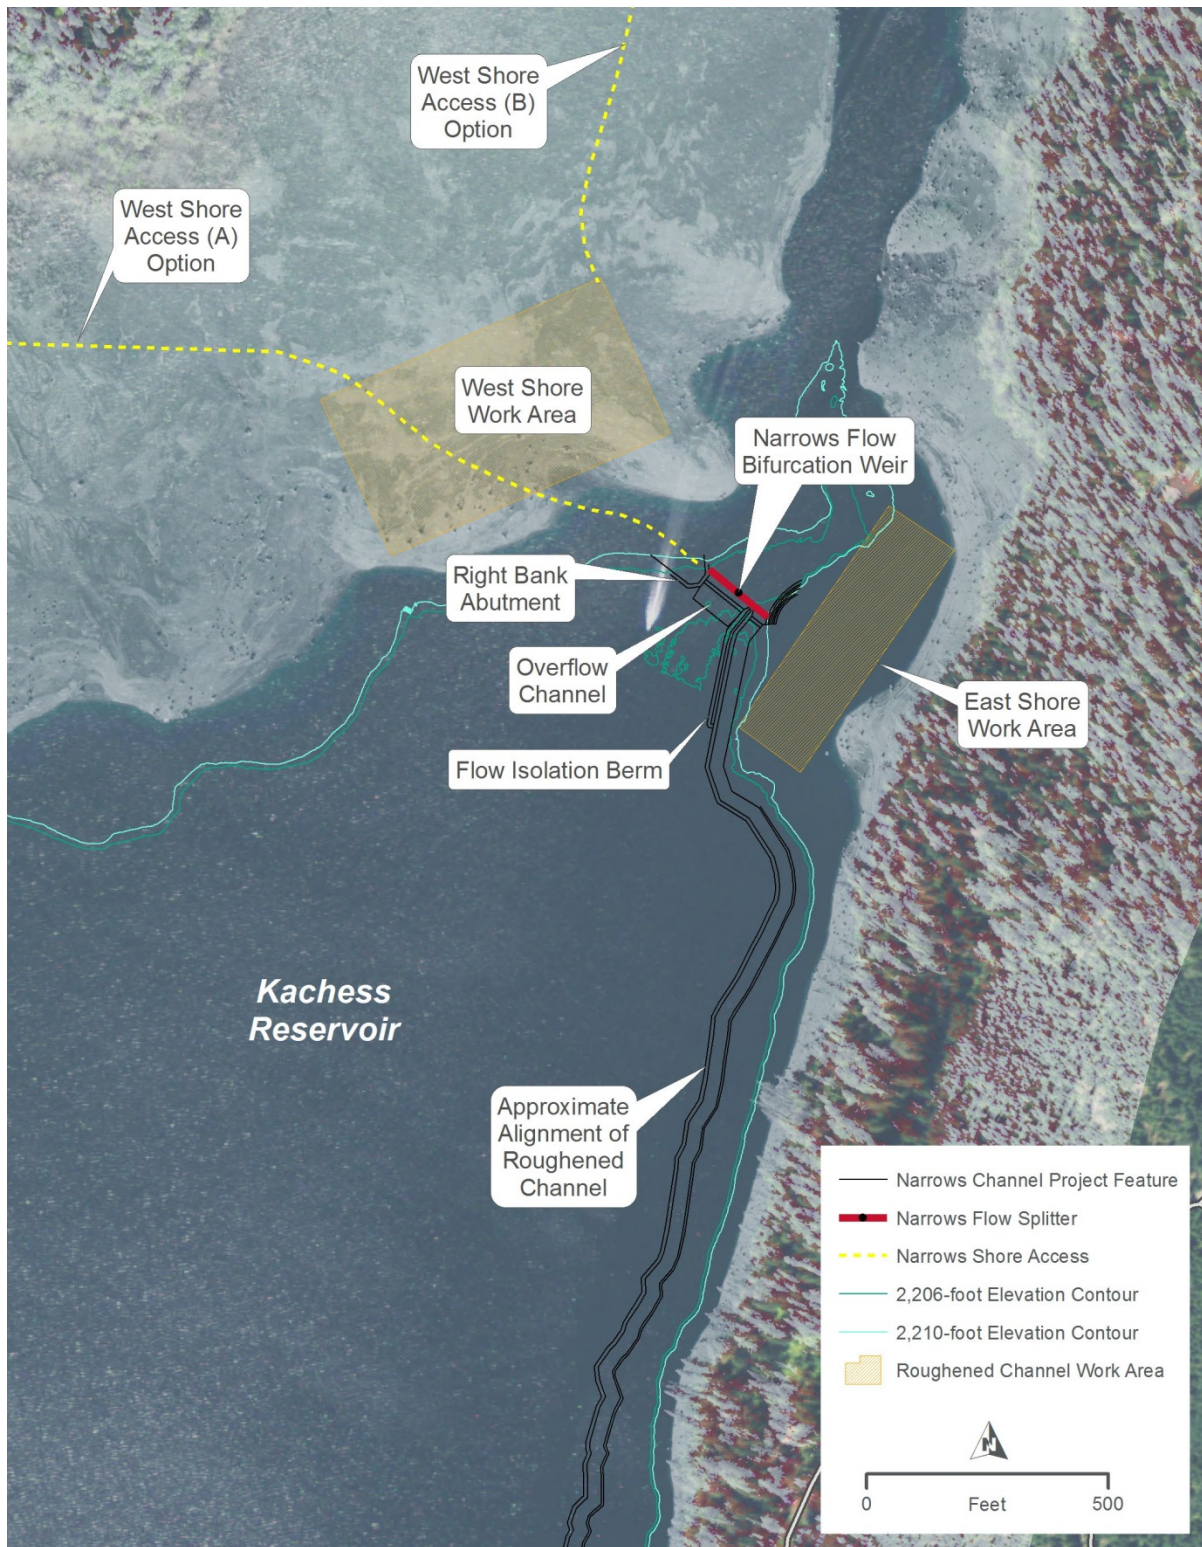 West Shore
Access (B)
Option
West Shore
Access (A)
Option
West Shore
Work Area
Narrows Flow
Bifurcation Weir
Right Bank
Abutment
Overflow
Channel
East Shore
Work Area
Flow Isolation Berm
Kachess
Reservoir
Approximate
Alignment of
Roughened
Channel
Narrows Channel Project Feature
Narrows Flow Splitter
Narrows Shore Access
2,206-foot Elevation Contour
2,210-foot Elevation Contour
Roughened Channel Work Area
N
0 500
Feet